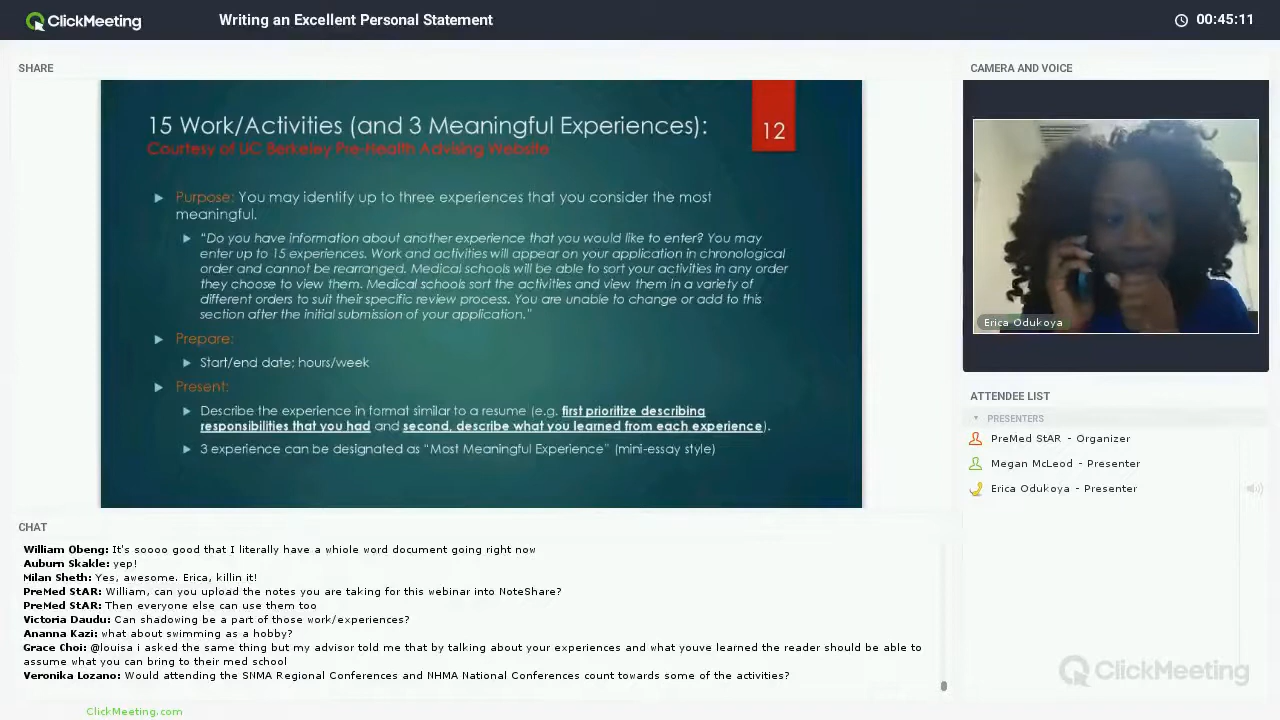 ClickMeeting
Writing an Excellent Personal Statement
00:45:11
SHARE
CAMERA AND VOICE
15 Work/Activities (and 3 Meaningful Experiences):
Courtesy of UC Berkeley Pre-Health Advising Website
12
Purpose: You may identify up to three experiences that you consider the most
meaningful.
"Do you have information about another experience that you would like to enter? You may
enter up to 15 experiences. Work and activities will appear on your application in chronological
order and cannot be rearranged. Medical schools will be able to sort your activities in any order
they choose to view them. Medical schools sort the activities and view them in a variety of
different orders to suit their specific review process. You are unable to change or add to this
section after the initial submission of your application."
Prepare:
Start/end date; hours/week
Present:
Describe the experience in format similar to a resume (e.g. first prioritize describing
responsibilities that you had and second, describe what you learned from each experience).
3 experience can be designated as "Most Meaningful Experience" (mini-essay style)
Erica Odukoya
ATTENDEE LIST
PRESENTERS
PreMed StAR - Organizer
Megan McLeod - Presenter
Erica Odukoya - Presenter
CHAT
William Obeng: It's soooo good that I literally have a whiole word document going right now
Auburn Skakle: yep!
Milan Sheth: Yes, awesome. Erica, killin it!
PreMed StAR: William, can you upload the notes you are taking for this webinar into NoteShare?
PreMed StAR: Then everyone else can use them too
Victoria Daudu: Can shadowing be a part of those work/experiences?
Ananna Kazi: what about swimming as a hobby?
Grace Choi: @louisa i asked the same thing but my advisor told me that by talking about your experiences and what youve learned the reader should be able to
assume what you can bring to their med school
Veronika Lozano: Would attending the SNMA Regional Conferences and NHMA National Conferences count towards some of the activities?
ClickMeeting
ClickMeeting.com